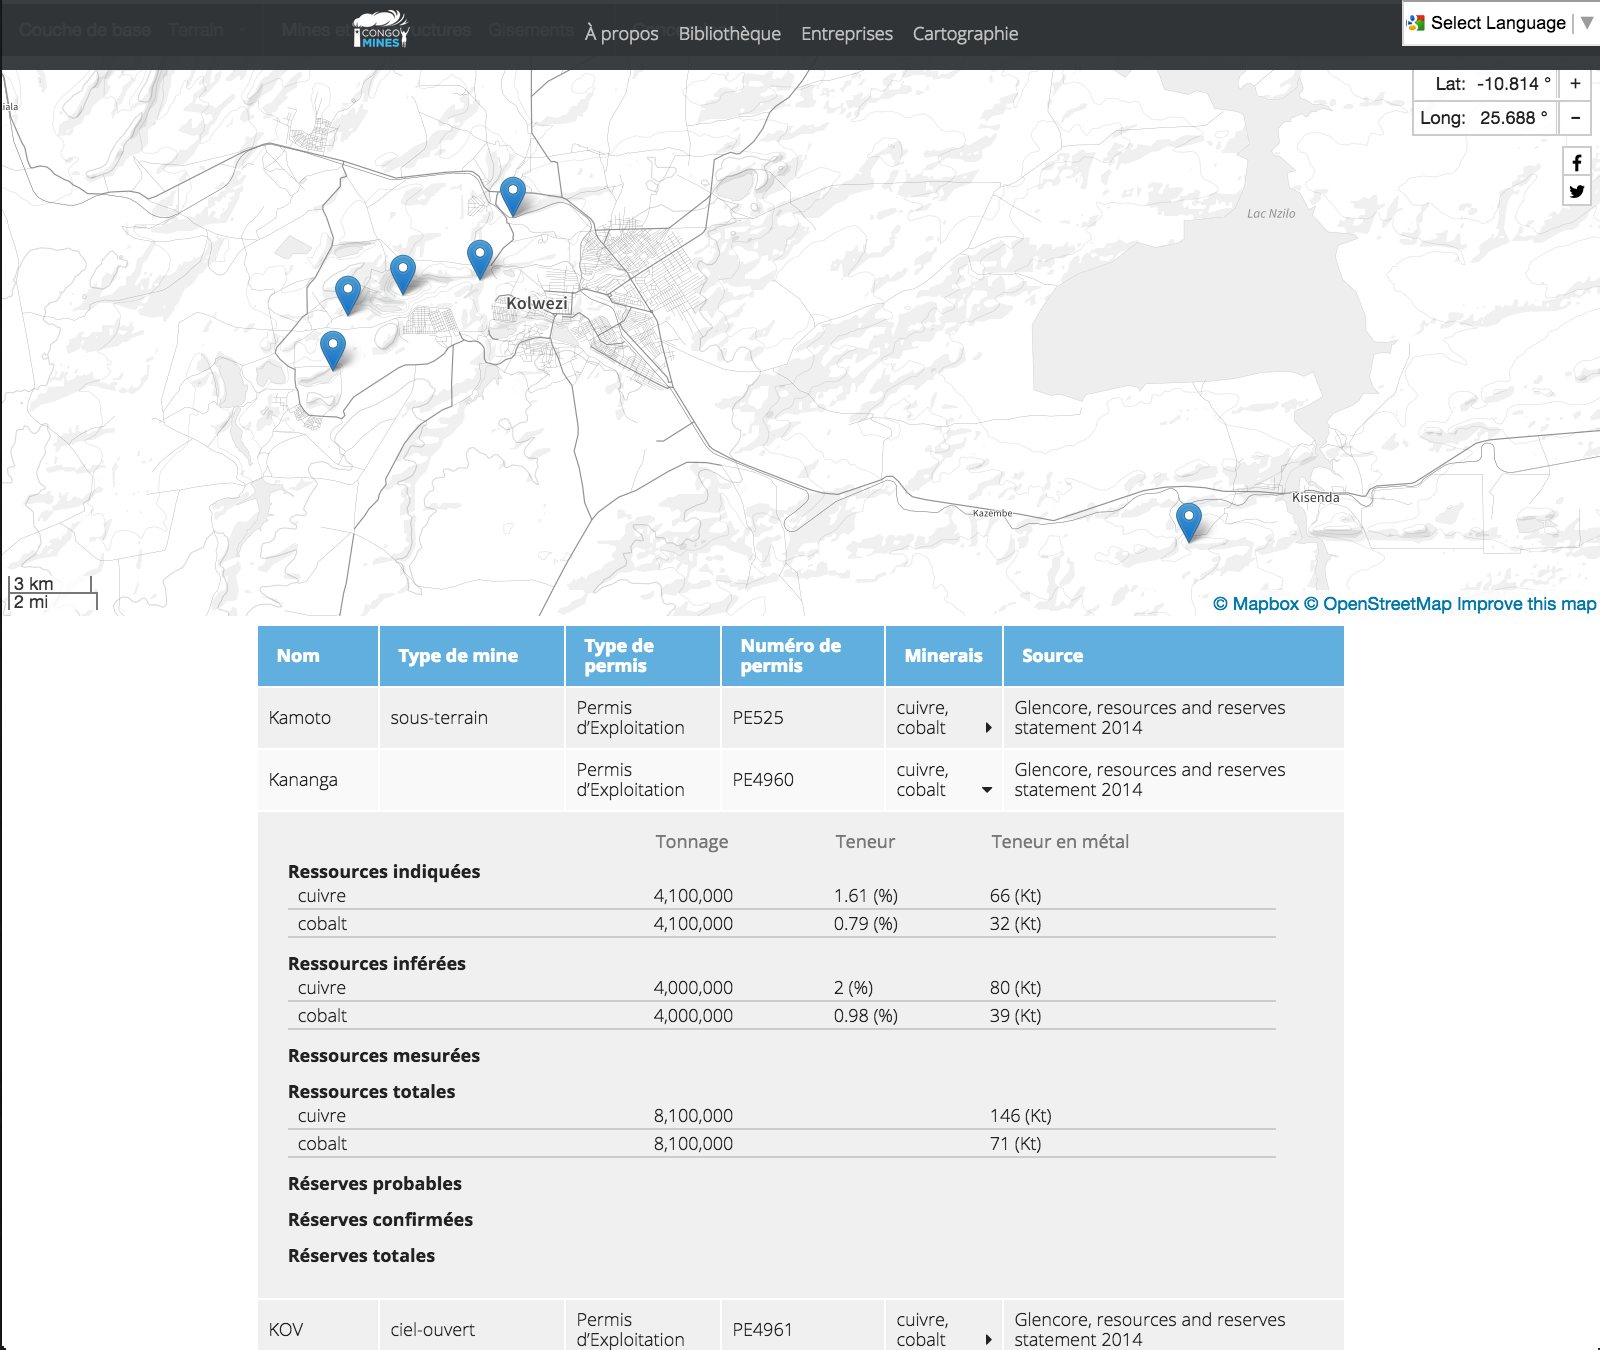 Couche de base Terrain Mines et
uctures Gisements
CONGO
MINES
À propos Bibliothèque Entreprises Cartographie
Select Language ▼
Lat: -10.814 ° +
Long: 25.688 ° −
Lac Nzilo
Kolwezi
Kisenda
Kazembe
3 km
2 mi
© Mapbox © OpenStreetMap Improve this map
Nom Type de mine Type de permis Numéro de permis Minerais Source
Kamoto sous-terrain Permis d’Exploitation PE525 cuivre, cobalt Glencore, resources and reserves statement 2014
Kananga Permis d’Exploitation PE4960 cuivre, cobalt Glencore, resources and reserves statement 2014
Tonnage Teneur Teneur en métal
Ressources indiquées
cuivre 4,100,000 1.61 (%) 66 (Kt)
cobalt 4,100,000 0.79 (%) 32 (Kt)
Ressources inférées
cuivre 4,000,000 2 (%) 80 (Kt)
cobalt 4,000,000 0.98 (%) 39 (Kt)
Ressources mesurées
Ressources totales
cuivre 8,100,000 146 (Kt)
cobalt 8,100,000 71 (Kt)
Réserves probables
Réserves confirmées
Réserves totales
KOV ciel-ouvert Permis d’Exploitation PE4961 cuivre, cobalt Glencore, resources and reserves statement 2014